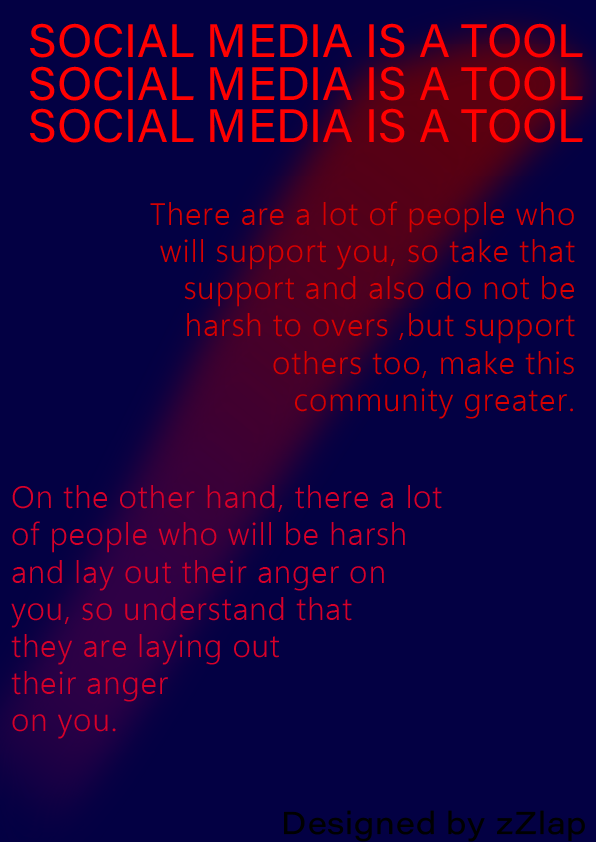 SOCIAL MEDIA IS A TOOL
SOCIAL MEDIA IS A TOOL
SOCIAL MEDIA IS A TOOL
There are a lot of people who
will support you, so take that
support and also do not be
harsh to overs ,but support
others too, make this
community greater.
On the other hand, there a lot
of people who will be harsh
and lay out their anger on
you, so understand that
they are laying out
their anger
on you.
Designed by zZlap